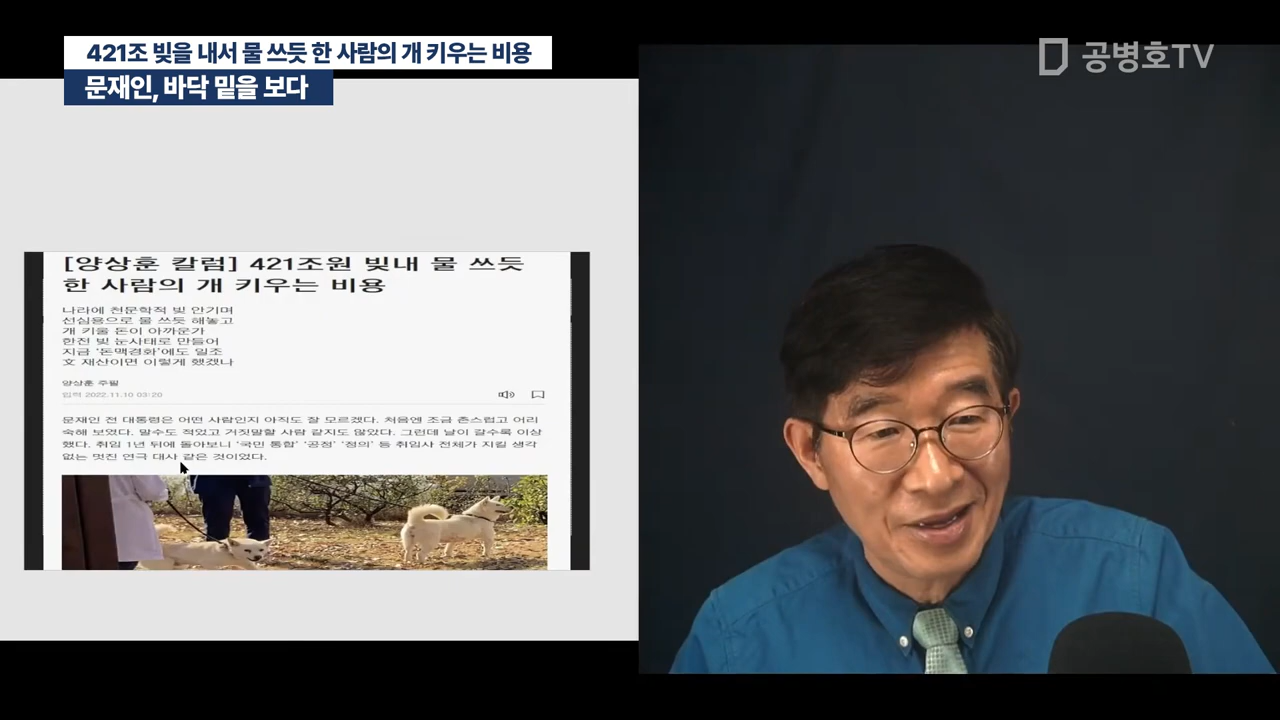 421조 빚을 내서 물 쓰듯 한 사람의 개 키우는 비용
문재인, 바닥 밑을 보다
공병호TV
[양상훈 칼럼] 421조원 빚내 물 쓰듯
한 사람의 개 키우는 비용
나라에 천문학적 빚 안기며
선심용으로 물 쓰듯 해놓고
개 키울 돈이 아까운가
한전 빚 눈사태로 만들어
지금 ‘돈맥경화’에도 일조
文 재산이면 이렇게 했겠나
양상훈 주필
입력 2022.11.10 03:20
문재인 전 대통령은 어떤 사람인지 아직도 잘 모르겠다. 처음엔 조금 촌스럽고 어리
숙해 보였다. 말수도 적었고 거짓말할 사람 같지도 않았다. 그런데 날이 갈수록 이상
했다. 취임 1년 뒤에 돌아보니 ‘국민 통합’ ‘공정’ ‘정의’ 등 취임사 전체가 지킬 생각
없는 멋진 연극 대사 같은 것이었다.